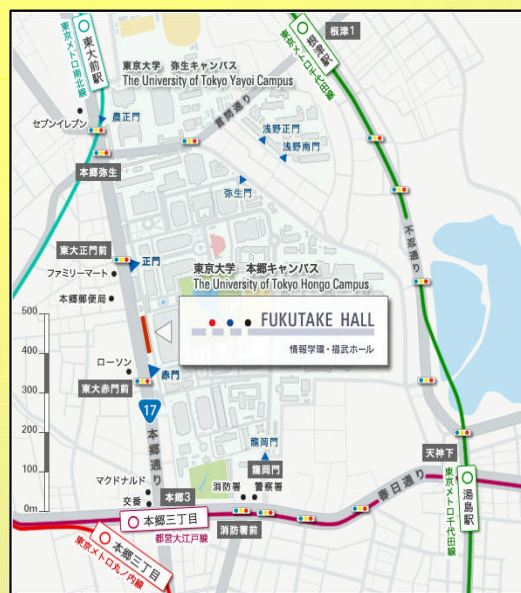 東大前駅
東京メトロ南北線
東京大学 弥生キャンパス
The University of Tokyo Yayoi Campus
根津1
根津駅
東京メトロ千代田線
セブンイレブン
農正門
言問通り
浅野正門
浅野南門
本郷弥生
弥生門
不忍通り
東大正門前
正門
ファミリーマート
本郷郵便局
東京大学 本郷キャンパス
The University of Tokyo Hongo Campus
FUKUTAKE HALL
情報学環・福武ホール
500
400
300
200
100
0m
ローソン
赤門
東大赤門前
17
本郷通り
龍岡門
龍岡門
天神下
マクドナルド
交番
本郷3
消防署
警察署
春日通り
湯島駅
東京メトロ千代田線
本郷三丁目
都営大江戸線
消防署前
本郷三丁目
東京メトロ丸ノ内線